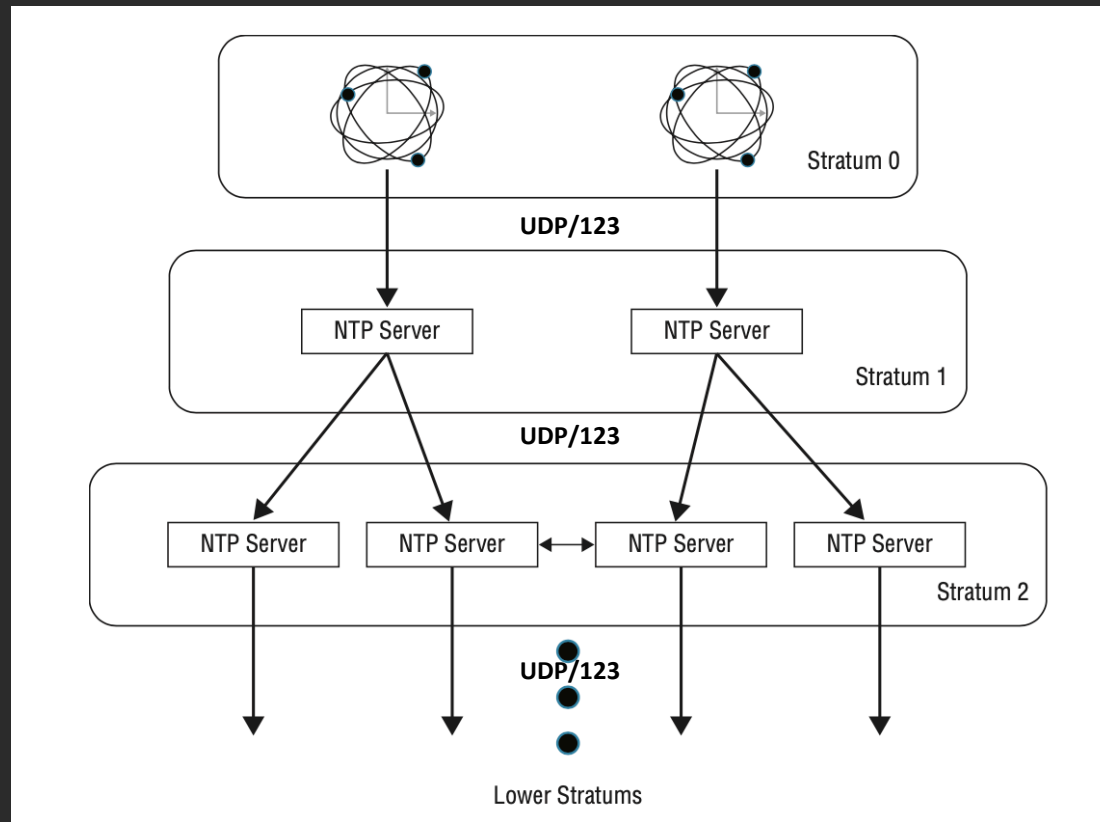 Stratum 0
UDP/123
NTP Server
NTP Server
Stratum 1
UDP/123
NTP Server
NTP Server
NTP Server
NTP Server
Stratum 2
UDP/123
Lower Stratums